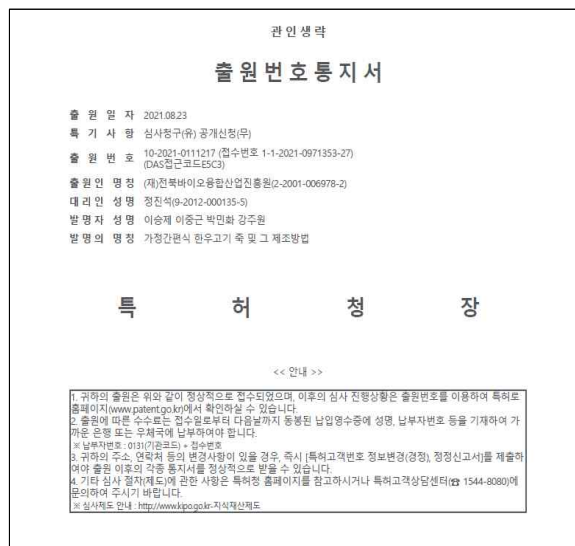 관 인 생 략
출 원 번 호 통 지 서
출 원 일 자 2021.08.23
특 기 사 항 심사청구(유) 공개신청(무)
출 원 번 호 10-2021-0111217 (접수번호 1-1-2021-0971353-27)
(DAS접근코드E5C3)
출 원 인 명 칭 (재)전북바이오융합산업진흥원(2-2001-006978-2)
대 리 인 성 명 정진석(9-2012-000135-5)
발 명 자 성 명 이승제 이중근 박민화 강주원
발 명 의 명 칭 가정간편식 한우고기 죽 및 그 제조방법
특 허 청 장
<< 안내 >>
1. 귀하의 출원은 위와 같이 정상적으로 접수되었으며, 이후의 심사 진행상황은 출원번호를 이용하여 특허로
홈페이지(www.patent.go.kr)에서 확인하실 수 있습니다.
2. 출원에 따른 수수료는 접수일로부터 다음날까지 동봉된 납입영수증에 성명, 납부자번호 등을 기재하여 가
까운 은행 또는 우체국에 납부하여야 합니다.
※ 납부자번호 : 0131(기관코드) + 접수번호
3. 귀하의 주소, 연락처 등의 변경사항이 있을 경우, 즉시 [특허고객번호 정보변경(경정), 정정신고서]를 제출하
여야 출원 이후의 각종 통지서를 정상적으로 받을 수 있습니다.
4. 기타 심사 절차(제도)에 관한 사항은 특허청 홈페이지를 참고하시거나 특허고객상담센터(☎ 1544-8080)에
문의하여 주시기 바랍니다.
※ 심사제도 안내 : http://www.kipo.go.kr-지식재산제도